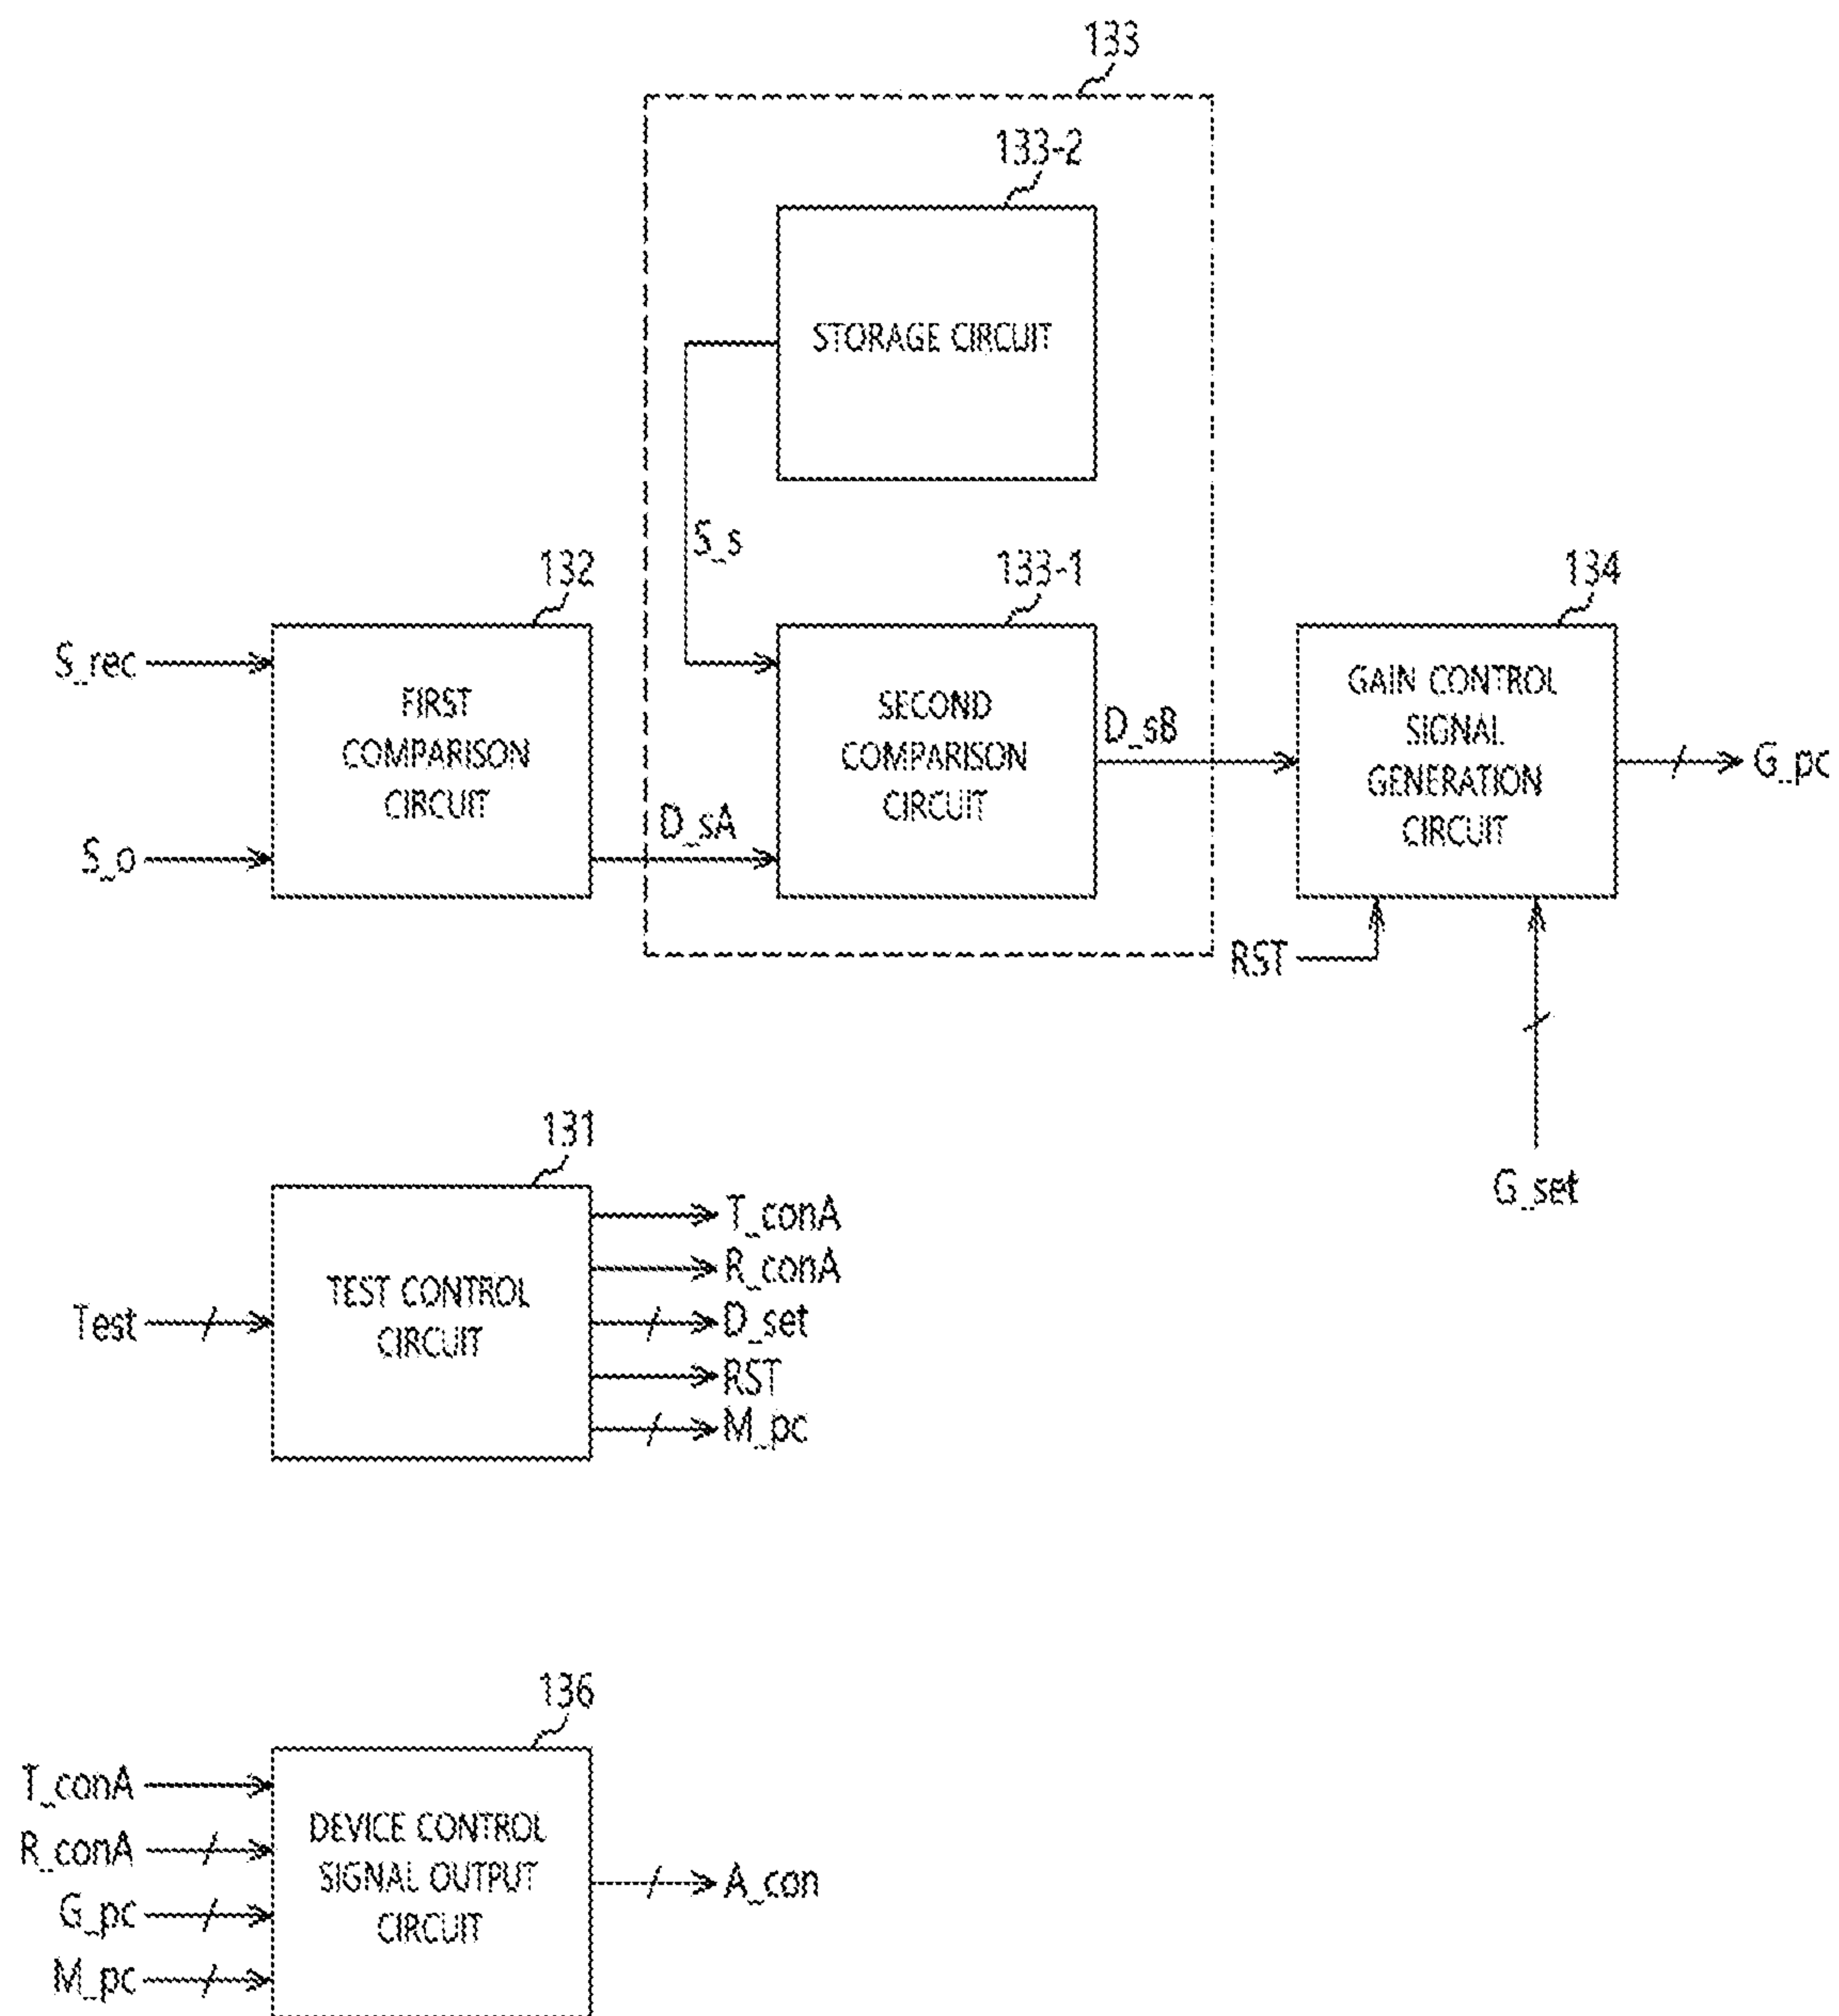 133
133-2
STORAGE CIRCUIT
S_s
132
133-1
134
S_rec
S_o
FIRST
COMPARISON
CIRCUIT
D_sA
SECOND
COMPARISON
CIRCUIT
D_sB
GAIN CONTROL
SIGNAL
GENERATION
CIRCUIT
G_pc
RST
G_set
131
Test
TEST CONTROL
CIRCUIT
T_conA
R_conA
D_set
RST
M_pc
136
T_conA
R_conA
G_pc
M_pc
DEVICE CONTROL
SIGNAL OUTPUT
CIRCUIT
A_con